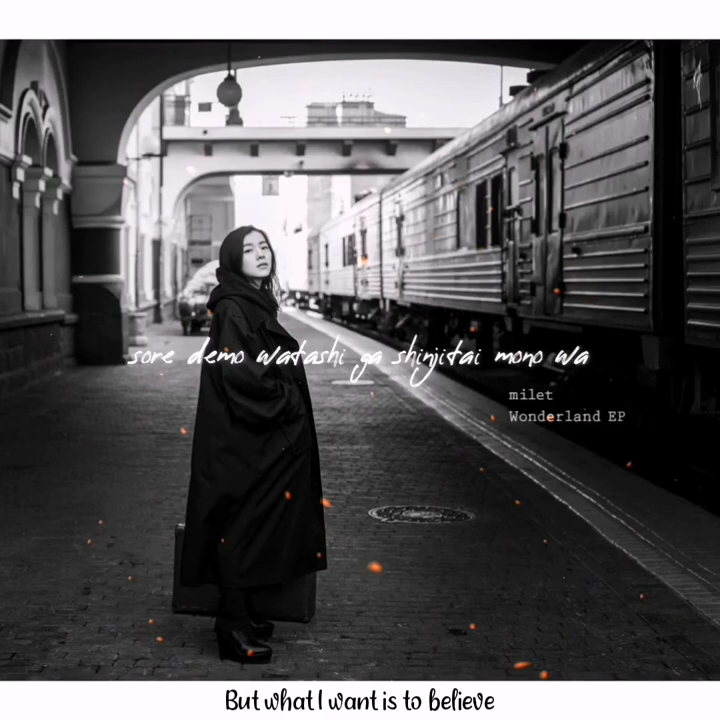 sore demo watashi ga shinjitai mono wa
milet
Wonderland EP
But what I want is to believe